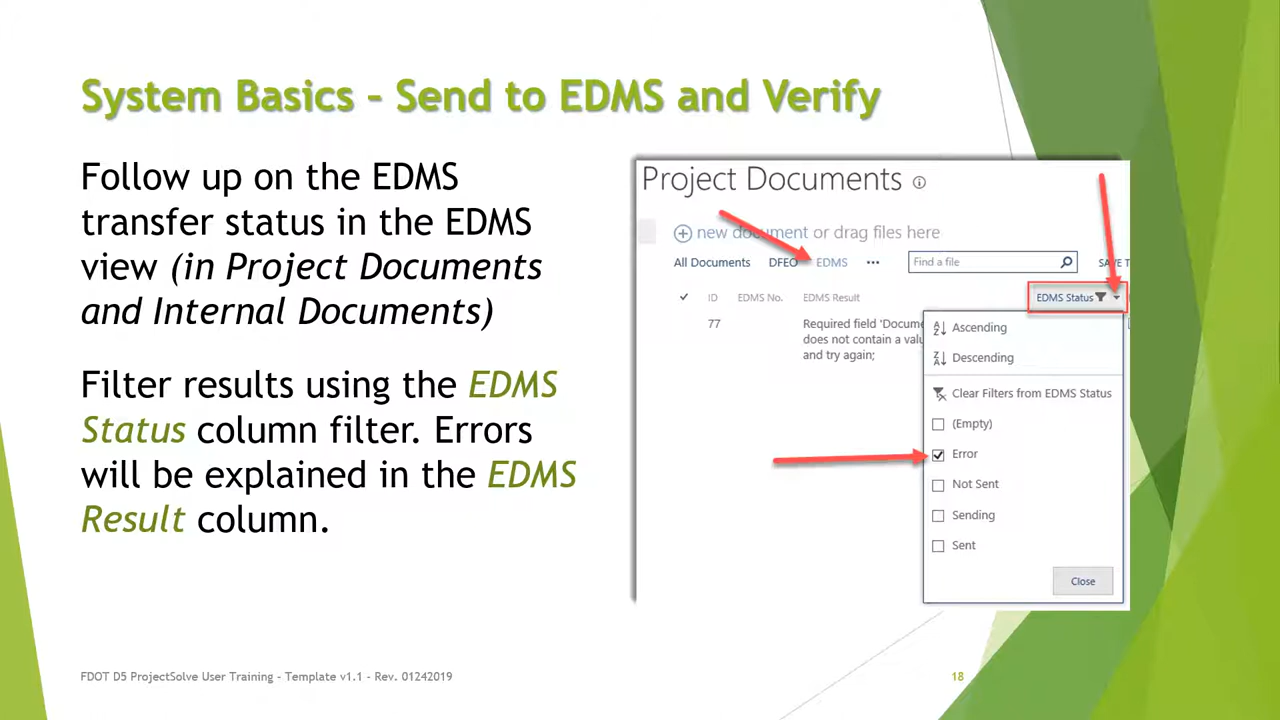 System Basics – Send to EDMS and Verify
Follow up on the EDMS
transfer status in the EDMS
view (in Project Documents
and Internal Documents)
Filter results using the EDMS
Status column filter. Errors
will be explained in the EDMS
Result column.
Project Documents
new document or drag files here
All Documents DFEO EDMS ••• Find a file
✓ ID EDMS No. EDMS Result EDMS Status
77 Required field 'Docume
does not contain a valu
and try again;
Ascending
Descending
Clear Filters from EDMS Status
(Empty)
Error
Not Sent
Sending
Sent
Close
FDOT D5 ProjectSolve User Training – Template v1.1 – Rev. 01242019 18